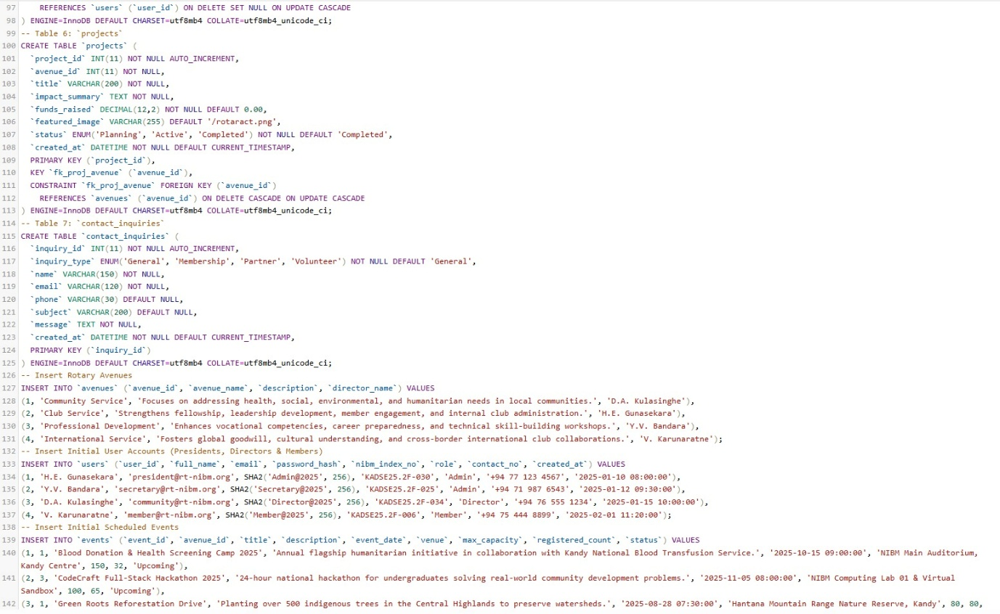 97 REFERENCES `users` (`user_id`) ON DELETE SET NULL ON UPDATE CASCADE
98 ) ENGINE=InnoDB DEFAULT CHARSET=utf8mb4 COLLATE=utf8mb4_unicode_ci;
99 -- Table 6: `projects`
100 CREATE TABLE `projects` (
101 `project_id` INT(11) NOT NULL AUTO_INCREMENT,
102 `avenue_id` INT(11) NOT NULL,
103 `title` VARCHAR(200) NOT NULL,
104 `impact_summary` TEXT NOT NULL,
105 `funds_raised` DECIMAL(12,2) NOT NULL DEFAULT 0.00,
106 `featured_image` VARCHAR(255) DEFAULT '/rotaract.png',
107 `status` ENUM('Planning', 'Active', 'Completed') NOT NULL DEFAULT 'Completed',
108 `created_at` DATETIME NOT NULL DEFAULT CURRENT_TIMESTAMP,
109 PRIMARY KEY (`project_id`),
110 KEY `fk_proj_avenue` (`avenue_id`),
111 CONSTRAINT `fk_proj_avenue` FOREIGN KEY (`avenue_id`)
112 REFERENCES `avenues` (`avenue_id`) ON DELETE CASCADE ON UPDATE CASCADE
113 ) ENGINE=InnoDB DEFAULT CHARSET=utf8mb4 COLLATE=utf8mb4_unicode_ci;
114 -- Table 7: `contact_inquiries`
115 CREATE TABLE `contact_inquiries` (
116 `inquiry_id` INT(11) NOT NULL AUTO_INCREMENT,
117 `inquiry_type` ENUM('General', 'Membership', 'Partner', 'Volunteer') NOT NULL DEFAULT 'General',
118 `name` VARCHAR(150) NOT NULL,
119 `email` VARCHAR(120) NOT NULL,
120 `phone` VARCHAR(30) DEFAULT NULL,
121 `subject` VARCHAR(200) DEFAULT NULL,
122 `message` TEXT NOT NULL,
123 `created_at` DATETIME NOT NULL DEFAULT CURRENT_TIMESTAMP,
124 PRIMARY KEY (`inquiry_id`)
125 ) ENGINE=InnoDB DEFAULT CHARSET=utf8mb4 COLLATE=utf8mb4_unicode_ci;
126 -- Insert Rotary Avenues
127 INSERT INTO `avenues` (`avenue_id`, `avenue_name`, `description`, `director_name`) VALUES
128 (1, 'Community Service', 'Focuses on addressing health, social, environmental, and humanitarian needs in local communities.', 'D.A. Kulasinghe'),
129 (2, 'Club Service', 'Strengthens fellowship, leadership development, member engagement, and internal club administration.', 'H.E. Gunasekara'),
130 (3, 'Professional Development', 'Enhances vocational competencies, career preparedness, and technical skill-building workshops.', 'Y.V. Bandara'),
131 (4, 'International Service', 'Fosters global goodwill, cultural understanding, and cross-border international club collaborations.', 'V. Karunaratne');
132 -- Insert Initial User Accounts (Presidents, Directors & Members)
133 INSERT INTO `users` (`user_id`, `full_name`, `email`, `password_hash`, `nibm_index_no`, `role`, `contact_no`, `created_at`) VALUES
134 (1, 'H.E. Gunasekara', 'president@rt-nibm.org', SHA2('Admin@2025', 256), 'KADSE25.2F-030', 'Admin', '+94 77 123 4567', '2025-01-10 08:00:00'),
135 (2, 'Y.V. Bandara', 'secretary@rt-nibm.org', SHA2('Secretary@2025', 256), 'KADSE25.2F-025', 'Admin', '+94 71 987 6543', '2025-01-12 09:30:00'),
136 (3, 'D.A. Kulasinghe', 'community@rt-nibm.org', SHA2('Director@2025', 256), 'KADSE25.2F-034', 'Director', '+94 76 555 1234', '2025-01-15 10:00:00'),
137 (4, 'V. Karunaratne', 'member@rt-nibm.org', SHA2('Member@2025', 256), 'KADSE25.2F-006', 'Member', '+94 75 444 8899', '2025-02-01 11:20:00');
138 -- Insert Initial Scheduled Events
139 INSERT INTO `events` (`event_id`, `avenue_id`, `title`, `description`, `event_date`, `venue`, `max_capacity`, `registered_count`, `status`) VALUES
140 (1, 1, 'Blood Donation & Health Screening Camp 2025', 'Annual flagship humanitarian initiative in collaboration with Kandy National Blood Transfusion Service.', '2025-10-15 09:00:00', 'NIBM Main Auditorium,
Kandy Centre', 150, 32, 'Upcoming'),
141 (2, 3, 'CodeCraft Full-Stack Hackathon 2025', '24-hour national hackathon for undergraduates solving real-world community development problems.', '2025-11-05 08:00:00', 'NIBM Computing Lab 01 & Virtual
Sandbox', 100, 65, 'Upcoming'),
142 (3, 1, 'Green Roots Reforestation Drive', 'Planting over 500 indigenous trees in the Central Highlands to preserve watersheds.', '2025-08-28 07:30:00', 'Hantana Mountain Range Nature Reserve, Kandy', 80, 80,